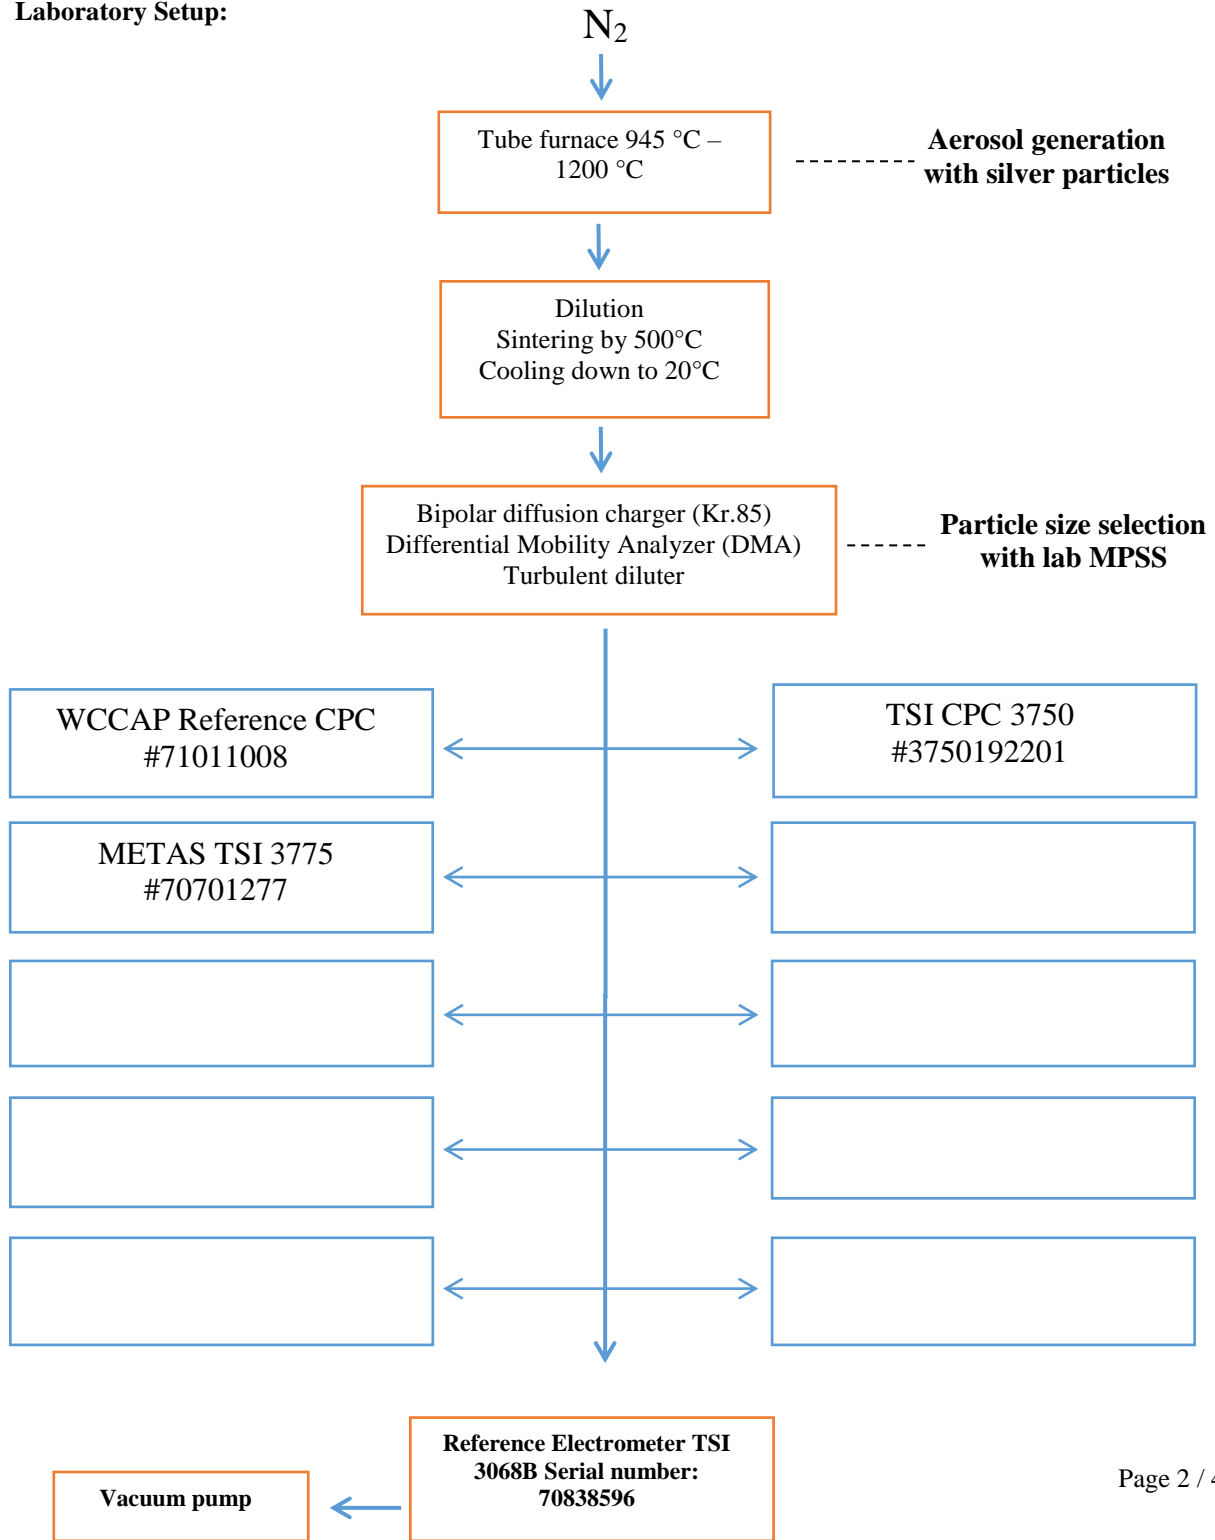 Laboratory Setup:
N₂
Tube furnace 945 °C –
1200 °C
Aerosol generation
with silver particles
Dilution
Sintering by 500°C
Cooling down to 20°C
Bipolar diffusion charger (Kr.85)
Differential Mobility Analyzer (DMA)
Turbulent diluter
Particle size selection
with lab MPSS
WCCAP Reference CPC
#71011008
TSI CPC 3750
#3750192201
METAS TSI 3775
#70701277
Reference Electrometer TSI
3068B Serial number:
70838596
Vacuum pump
Page 2 / 4